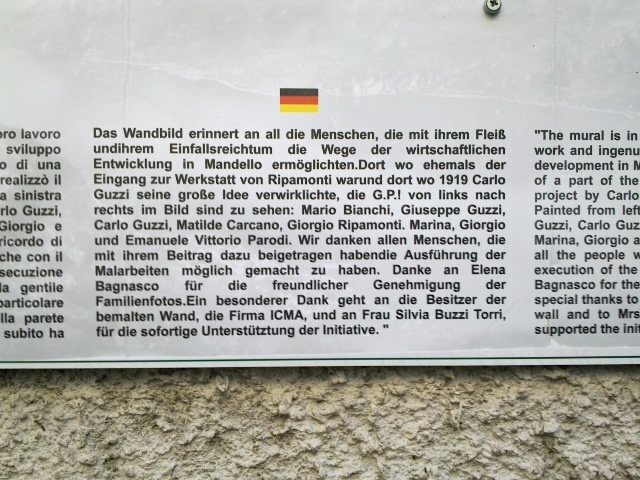 oro lavoro
sviluppo
o di una
realizzò il
a sinistra
rlo Guzzi,
Giorgio e
ricordo di
che con il
secuzione
la gentile
particolare
lla parete
subito ha
Das Wandbild erinnert an all die Menschen, die mit ihrem Fleiß
undihrem Einfallsreichtum die Wege der wirtschaftlichen
Entwicklung in Mandello ermöglichten.Dort wo ehemals der
Eingang zur Werkstatt von Ripamonti warund dort wo 1919 Carlo
Guzzi seine große Idee verwirklichte, die G.P.! von links nach
rechts im Bild sind zu sehen: Mario Bianchi, Giuseppe Guzzi,
Carlo Guzzi, Matilde Carcano, Giorgio Ripamonti. Marina, Giorgio
und Emanuele Vittorio Parodi. Wir danken allen Menschen, die
mit ihrem Beitrag dazu beigetragen habendie Ausführung der
Malarbeiten möglich gemacht zu haben. Danke an Elena
Bagnasco für die freundlicher Genehmigung der
Familienfotos.Ein besonderer Dank geht an die Besitzer der
bemalten Wand, die Firma ICMA, und an Frau Silvia Buzzi Torri,
für die sofortige Unterstütztung der Initiative. "
"The mural is in
work and ingenu
development in M
of a part of the
project by Carlo
Painted from left
Guzzi, Carlo Guz
Marina, Giorgio a
all the people w
execution of the
Bagnasco for the
special thanks to
wall and to Mrs
supported the init